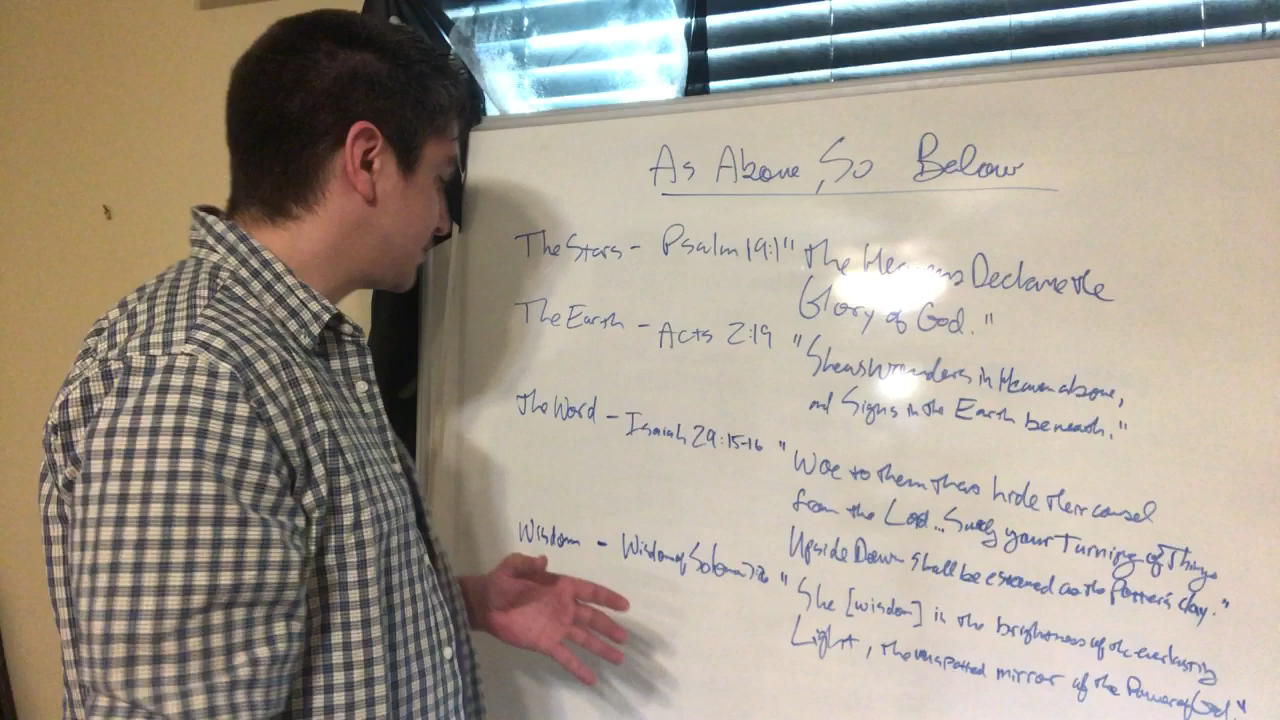 As Above, So Below
The Stars - Psalm 19:1 "The Heavens Declare the
Glory of God."
The Earth - Acts 2:19 "Shews Wonders in Heaven above,
and Signs in the Earth beneath."
The Word - Isaiah 29:15-16 "Woe to them that hide their counsel
from the Lord... Surely your Turning of Things
Upside Down shall be esteemed as the Potter's clay."
Wisdom - Wisdom of Solomon 7:26 "She [wisdom] is the brightness of the everlasting
Light, the unspotted mirror of the Power of God."